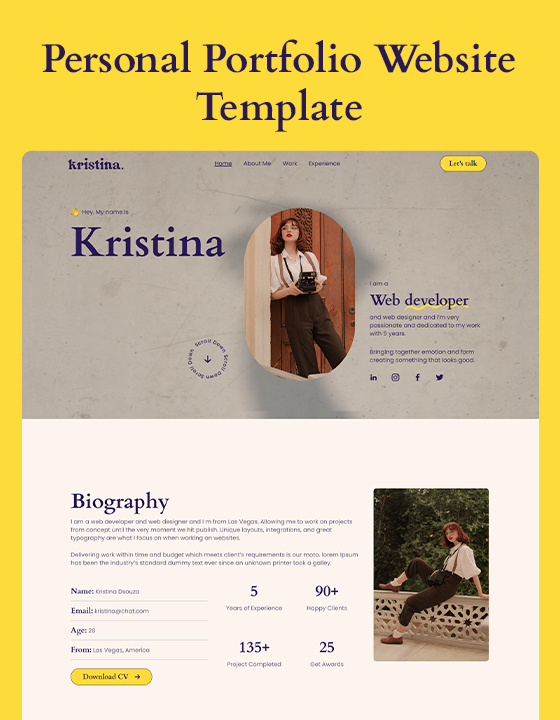 Personal Portfolio Website
Template
kristina.
Home About Me Work Experience
Let's talk
👋 Hey, My name is
Kristina
I am a
Web developer
and web designer and I'm very
passionate and dedicated to my work
with 5 years.
Bringing together emotion and form
creating something that looks good..
Scroll Down Scroll Down Scroll Down
Biography
I am a web developer and web designer and I m from Las Vegas. Allowing me to work on projects
from concept until the very moment we hit publish. Unique layouts, integrations, and great
typography are what I focus on when working on websites.
Delivering work within time and budget which meets client's requirements is our moto. lorem Ipsum
has been the industry's standard dummy text ever since an unknown printer took a galley.
Name: Kristina Dsouza
Email: kristina@chat.com
Age: 28
From: Las Vegas, America
5
Years of Experience
90+
Happy Clients
135+
Project Completed
25
Get Awards
Download CV →